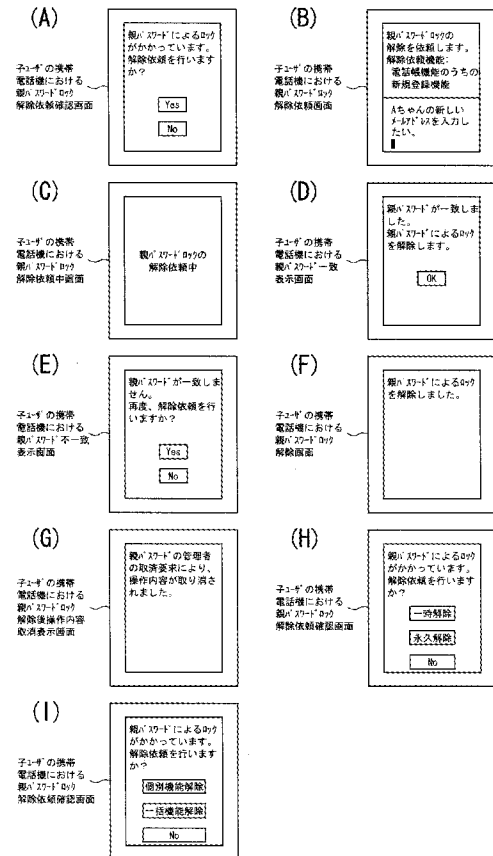 (A)
子ユーザの携帯
電話機における
親パスワードロック
解除依頼確認画面
親パスワードによるロック
がかかっています。
解除依頼を行います
か?
Yes
No
(B)
子ユーザの携帯
電話機における
親パスワードロック
解除依頼画面
親パスワードロックの
解除を依頼します。
解除依頼機能:
電話帳機能のうちの
新規登録機能
Aちゃんの新しい
メールアドレスを入力し
たい。
(C)
子ユーザの携帯
電話機における
親パスワードロック
解除依頼中画面
親パスワードロックの
解除依頼中
(D)
子ユーザの携帯
電話機における
親パスワード一致
表示画面
親パスワードが一致しまし
た。
親パスワードによるロック
を解除します。
OK
(E)
子ユーザの携帯
電話機における
親パスワード不一致
表示画面
親パスワードが一致しま
せん。
再度、解除依頼を行
いますか?
Yes
No
(F)
子ユーザの携帯
電話機における
親パスワードロック
解除画面
親パスワードによるロック
を解除しました。
(G)
子ユーザの携帯
電話機における
親パスワードロック
解除後操作内容
取消表示画面
親パスワードの管理者
の取消要求により、
操作内容が取り消さ
れました。
(H)
子ユーザの携帯
電話機における
親パスワードロック
解除依頼確認画面
親パスワードによるロック
がかかっています。
解除依頼を行います
か?
一時解除
永久解除
No
(I)
子ユーザの携帯
電話機における
親パスワードロック
解除依頼確認画面
親パスワードによるロック
がかかっています。
解除依頼を行います
か?
個別機能解除
一括機能解除
No